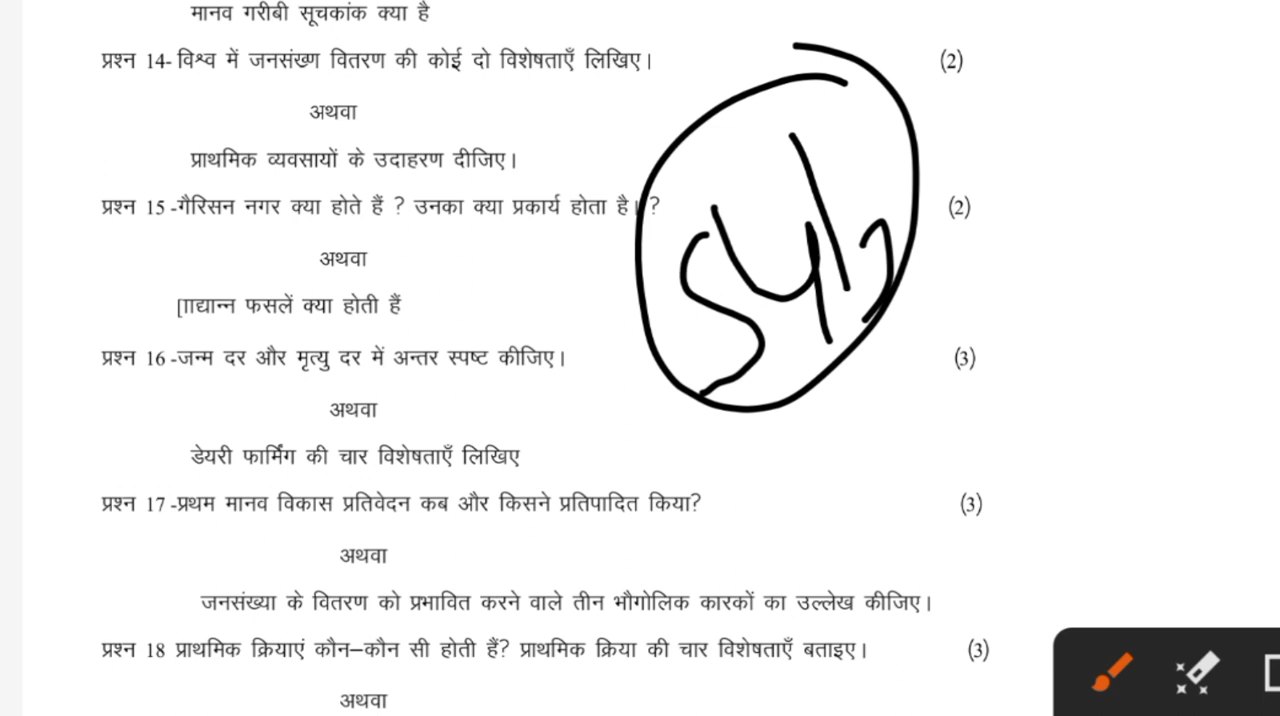 मानव गरीबी सूचकांक क्या है
प्रश्न 14- विश्व में जनसंख्ण वितरण की कोई दो विशेषताएँ लिखिए। (2)
अथवा
प्राथमिक व्यवसायों के उदाहरण दीजिए।
प्रश्न 15 -गैरिसन नगर क्या होते हैं ? उनका क्या प्रकार्य होता है। ? (2)
अथवा
[ााद्यान्न फसलें क्या होती हैं
प्रश्न 16 -जन्म दर और मृत्यु दर में अन्तर स्पष्ट कीजिए। (3)
अथवा
डेयरी फार्मिंग की चार विशेषताएँ लिखिए
प्रश्न 17 -प्रथम मानव विकास प्रतिवेदन कब और किसने प्रतिपादित किया? (3)
अथवा
जनसंख्या के वितरण को प्रभावित करने वाले तीन भौगोलिक कारकों का उल्लेख कीजिए।
प्रश्न 18 प्राथमिक क्रियाएं कौन–कौन सी होती हैं? प्राथमिक क्रिया की चार विशेषताएँ बताइए। (3)
अथवा